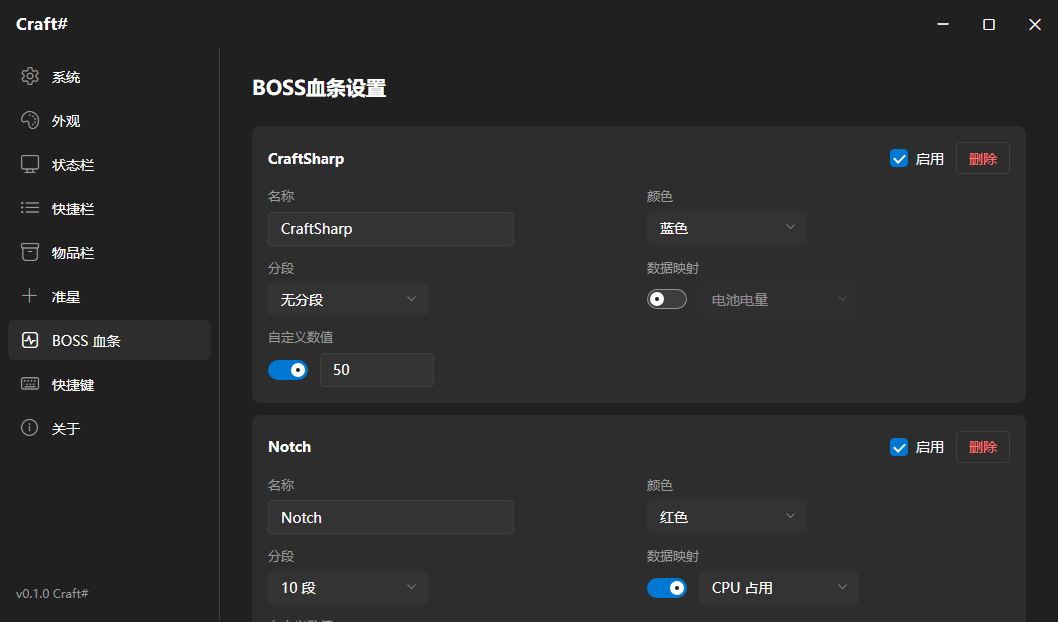 Craft#
系统
外观
状态栏
快捷栏
物品栏
准星
BOSS 血条
快捷键
关于
v0.1.0 Craft#
BOSS血条设置
CraftSharp
启用
删除
名称
颜色
CraftSharp
蓝色
分段
数据映射
无分段
电池电量
自定义数值
50
Notch
启用
删除
名称
颜色
Notch
红色
分段
数据映射
10 段
CPU 占用